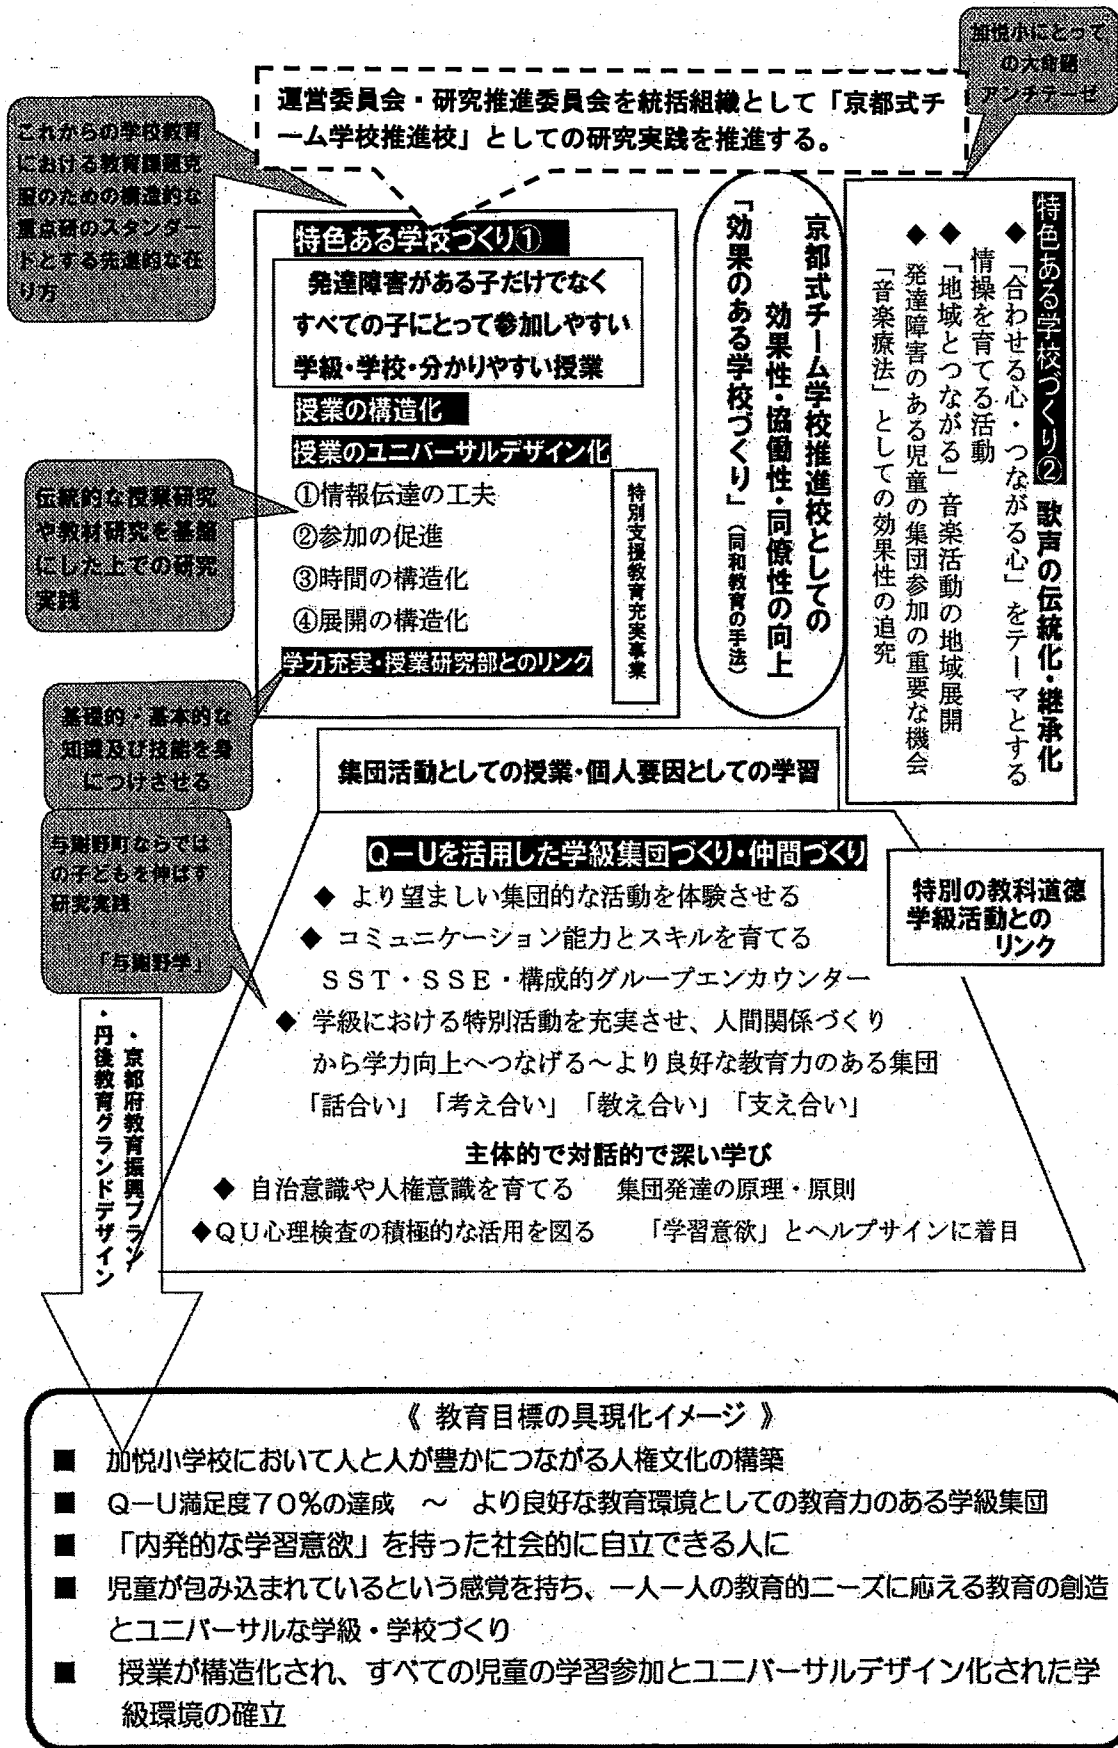 加悦小にとって
の大命題
アンチテーゼ
運営委員会・研究推進委員会を統括組織として「京都式チ
ーム学校推進校」としての研究実践を推進する。
これからの学校教育
における教育課題克
服のための構造的な
重点研のスタンダー
ドとする先進的な在
り方
特色ある学校づくり①
発達障害がある子だけでなく
すべての子にとって参加しやすい
学級・学校・分かりやすい授業
授業の構造化
授業のユニバーサルデザイン化
①情報伝達の工夫
②参加の促進
③時間の構造化
④展開の構造化
学力充実・授業研究部とのリンク
特別支援教育充実事業
京都式チーム学校推進校としての
効果性・協働性・同僚性の向上
「効果のある学校づくり」（同和教育の手法）
特色ある学校づくり② 歌声の伝統化・継承化
◆「合わせる心・つながる心」をテーマとする
情操を育てる活動
◆「地域とつながる」音楽活動の地域展開
◆発達障害のある児童の集団参加の重要な機会
「音楽療法」としての効果性の追究
伝統的な授業研究
や教材研究を基盤
にした上での研究
実践
基礎的・基本的な
知識及び技能を身
につけさせる
与謝野町ならでは
の子どもを伸ばす
研究実践
「与謝野学」
集団活動としての授業・個人要因としての学習
Q－Uを活用した学級集団づくり・仲間づくり
◆ より望ましい集団的な活動を体験させる
◆ コミュニケーション能力とスキルを育てる
ＳＳＴ・ＳＳＥ・構成的グループエンカウンター
◆ 学級における特別活動を充実させ、人間関係づくり
から学力向上へつなげる～より良好な教育力のある集団
「話合い」「考え合い」「教え合い」「支え合い」
主体的で対話的で深い学び
◆ 自治意識や人権意識を育てる　集団発達の原理・原則
◆ＱＵ心理検査の積極的な活用を図る　「学習意欲」とヘルプサインに着目
特別の教科道徳
学級活動との
リンク
・京都府教育振興プラン
・丹後教育グランドデザイン
《 教育目標の具現化イメージ 》
■ 加悦小学校において人と人が豊かにつながる人権文化の構築
■ Q－U満足度７０％の達成 ～ より良好な教育環境としての教育力のある学級集団
■ 「内発的な学習意欲」を持った社会的に自立できる人に
■ 児童が包み込まれているという感覚を持ち、一人一人の教育的ニーズに応える教育の創造
とユニバーサルな学級・学校づくり
■ 授業が構造化され、すべての児童の学習参加とユニバーサルデザイン化された学
級環境の確立